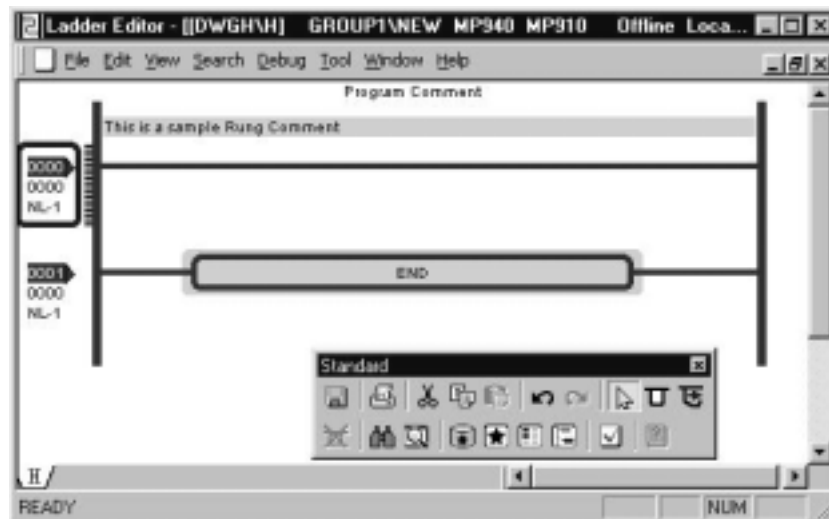 Ladder Editor - [[DWGH\H] GROUP1\NEW MP940 MP910 Offline Loca...
File Edit View Search Debug Tool Window Help
Program Comment
This is a sample Rung Comment
0000
0000
NL-1
0001
0000
NL-1
END
Standard
H
READY
NUM